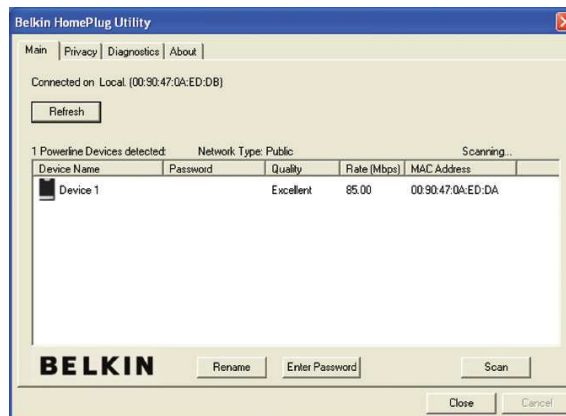 Belkin HomePlug Utility
Main Privacy Diagnostics About
Connected on Local (00:90:47:0A:ED:DB)
Refresh
1 Powerline Devices detected: Network Type: Public Scanning...
Device Name Password Quality Rate (Mbps) MAC Address
Device 1 Excellent 85.00 00:90:47:0A:ED:DA
BELKIN Rename Enter Password Scan
Close Cancel